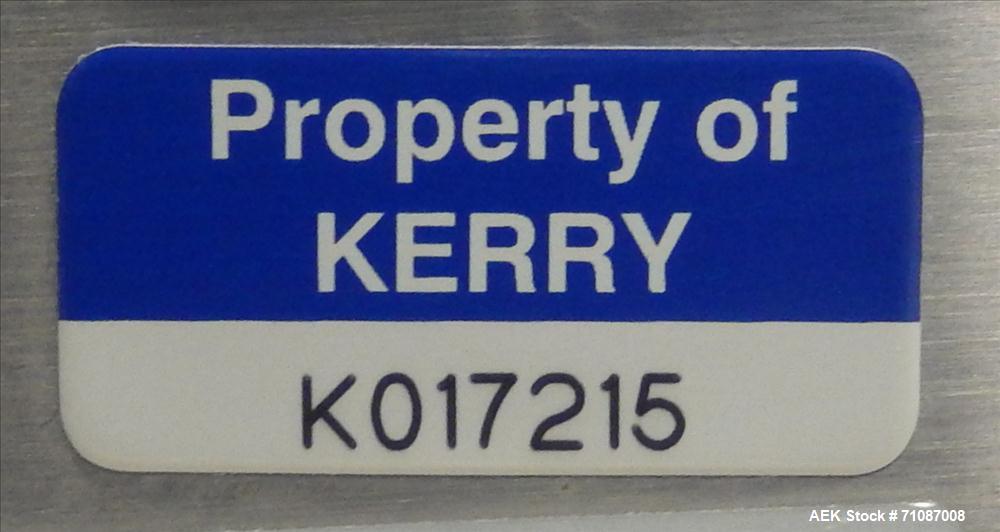 Property of
KERRY
K017215
AEK Stock # 71087008